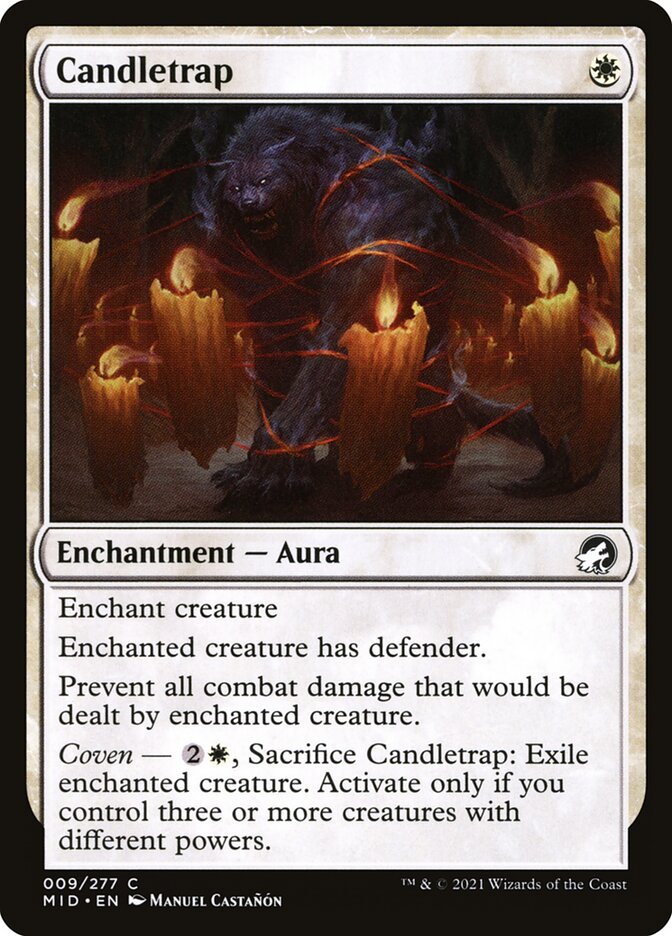 Candletrap
Enchantment — Aura
Enchant creature
Enchanted creature has defender.
Prevent all combat damage that would be
dealt by enchanted creature.
Coven — 2, Sacrifice Candletrap: Exile
enchanted creature. Activate only if you
control three or more creatures with
different powers.
009/277 C
MID • EN Manuel Castañón
™ & © 2021 Wizards of the Coast